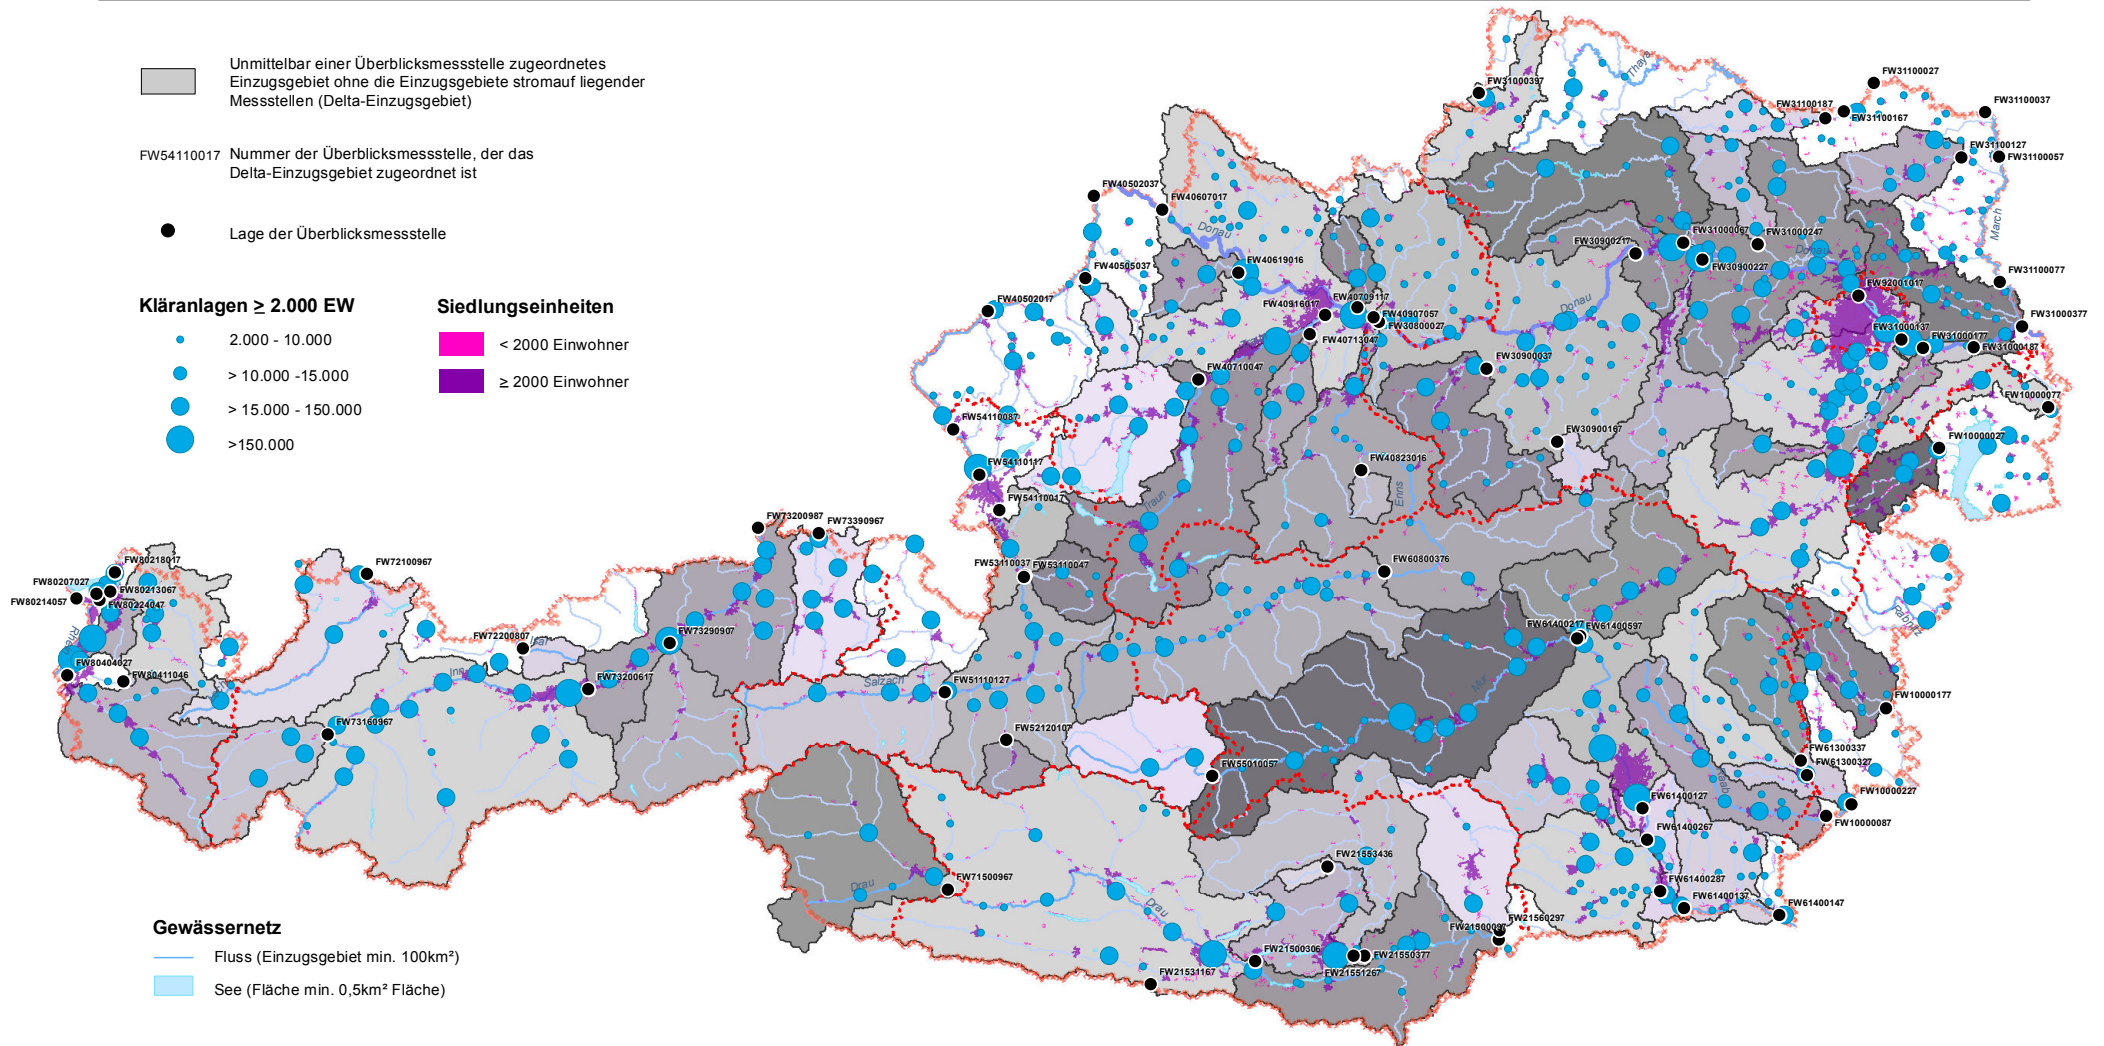 Unmittelbar einer Überblicksmessstelle zugeordnetes
Einzugsgebiet ohne die Einzugsgebiete stromauf liegender
Messstellen (Delta-Einzugsgebiet)
FW54110017 Nummer der Überblicksmessstelle, der das
Delta-Einzugsgebiet zugeordnet ist
Lage der Überblicksmessstelle
Kläranlagen ≥ 2.000 EW
2.000 - 10.000
> 10.000 -15.000
> 15.000 - 150.000
>150.000
Siedlungseinheiten
< 2000 Einwohner
≥ 2000 Einwohner
Gewässernetz
Fluss (Einzugsgebiet min. 100km²)
See (Fläche min. 0,5km² Fläche)
Thaya
FW31000397
FW31100027
FW31100187
FW31100167
FW31100037
FW31100127
FW31100057
March
FW40502037
FW40607017
Donau
FW40619016
FW40505037
FW40502017
FW30900217
FW31000067
FW31000247
Donau
FW30900227
FW31100077
FW92001017
FW31000377
FW40916017
FW40709117
FW40907057
FW30800027
FW40713047
Donau
FW31000137
FW31000177
FW31000187
FW40710047
FW30900037
FW10000077
FW54110087
FW30900167
FW10000027
FW54110117
FW40823016
Enns
FW54110017
Traun
FW73200987
FW73390967
FW53110037
FW53110047
FW60800376
FW80218017
FW80207027
FW80213067
FW80214057
FW80224047
FW72100967
FW72200807
Isar
FW73290907
FW61400217
FW61400597
Rabnitz
FW80404027
FW80411046
Inn
FW73200617
Salzach
FW51110127
Mur
FW10000177
FW73160967
FW52120107
FW55010057
FW61300337
FW61300327
Raab
FW10000227
FW10000087
FW61400127
FW61400267
FW21553436
FW71500967
Drau
Drau
FW61400287
FW61400137
FW61400147
FW21560297
FW21500097
FW21500306
FW21550377
FW21551267
FW21531167